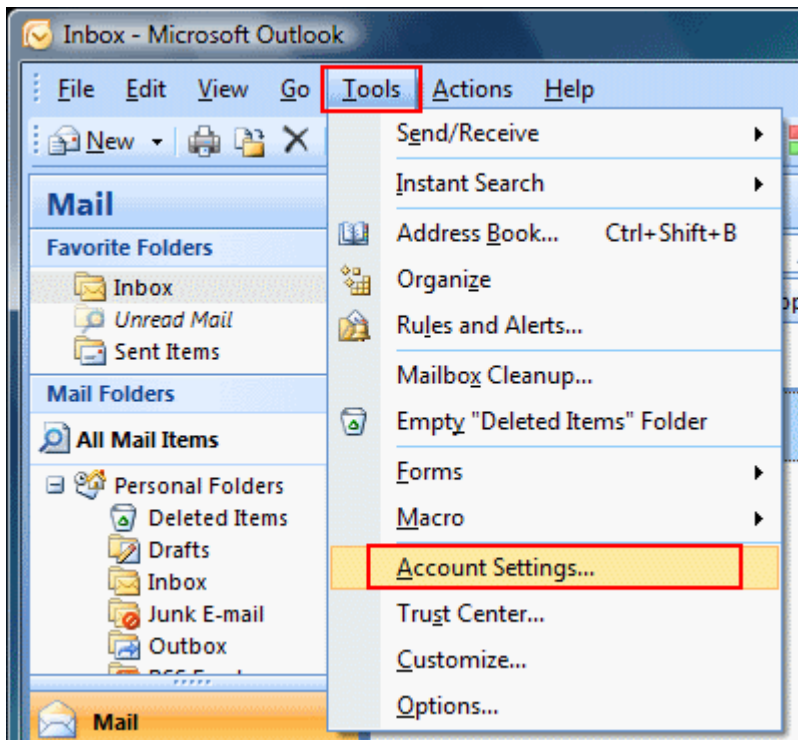 Inbox - Microsoft Outlook
File Edit View Go Tools Actions Help
New
Mail
Favorite Folders
Inbox
Unread Mail
Sent Items
Mail Folders
All Mail Items
Personal Folders
Deleted Items
Drafts
Inbox
Junk E-mail
Outbox
Mail
Send/Receive
Instant Search
Address Book... Ctrl+Shift+B
Organize
Rules and Alerts...
Mailbox Cleanup...
Empty "Deleted Items" Folder
Forms
Macro
Account Settings...
Trust Center...
Customize...
Options...